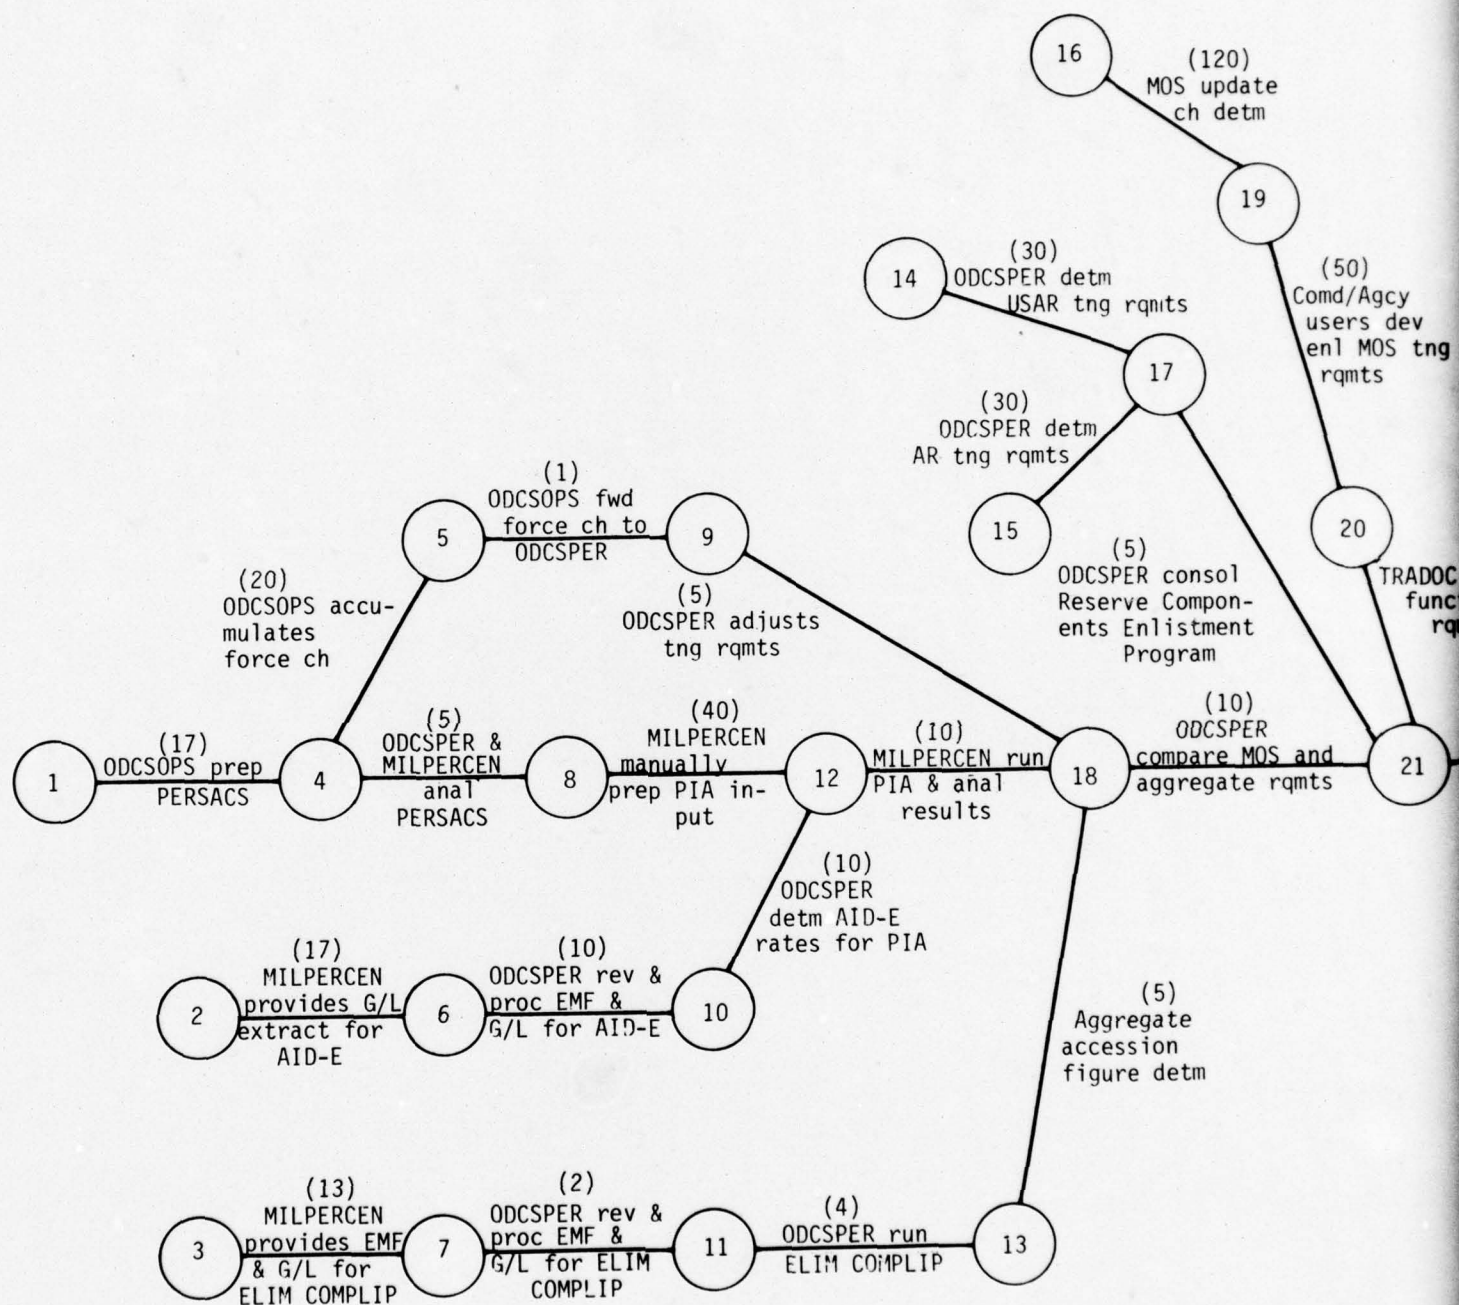 16
(120)
MOS update
ch detm
19
(50)
Comd/Agcy
users dev
enl MOS tng
rqmts
14
(30)
ODCSPER detm
USAR tng rqmts
17
(30)
ODCSPER detm
AR tng rqmts
15
(5)
ODCSPER consol
Reserve Compon-
ents Enlistment
Program
20
TRADOC
5
(1)
ODCSOPS fwd
force ch to
ODCSPER
9
(20)
ODCSOPS accu-
mulates
force ch
(5)
ODCSPER adjusts
tng rqmts
1
(17)
ODCSOPS prep
PERSACS
4
(5)
ODCSPER &
MILPERCEN
anal
PERSACS
8
(40)
MILPERCEN
manually
prep PIA in-
put
12
(10)
MILPERCEN run
PIA & anal
results
18
(10)
ODCSPER
compare MOS and
aggregate rqmts
21
(10)
ODCSPER
detm AID-E
rates for PIA
2
(17)
MILPERCEN
provides G/L
extract for
AID-E
6
(10)
ODCSPER rev &
proc EMF &
G/L for AID-E
10
(5)
Aggregate
accession
figure detm
3
(13)
MILPERCEN
provides EMF
& G/L for
ELIM COMPLIP
7
(2)
ODCSPER rev &
proc EMF &
G/L for ELIM
COMPLIP
11
(4)
ODCSPER run
ELIM COMPLIP
13